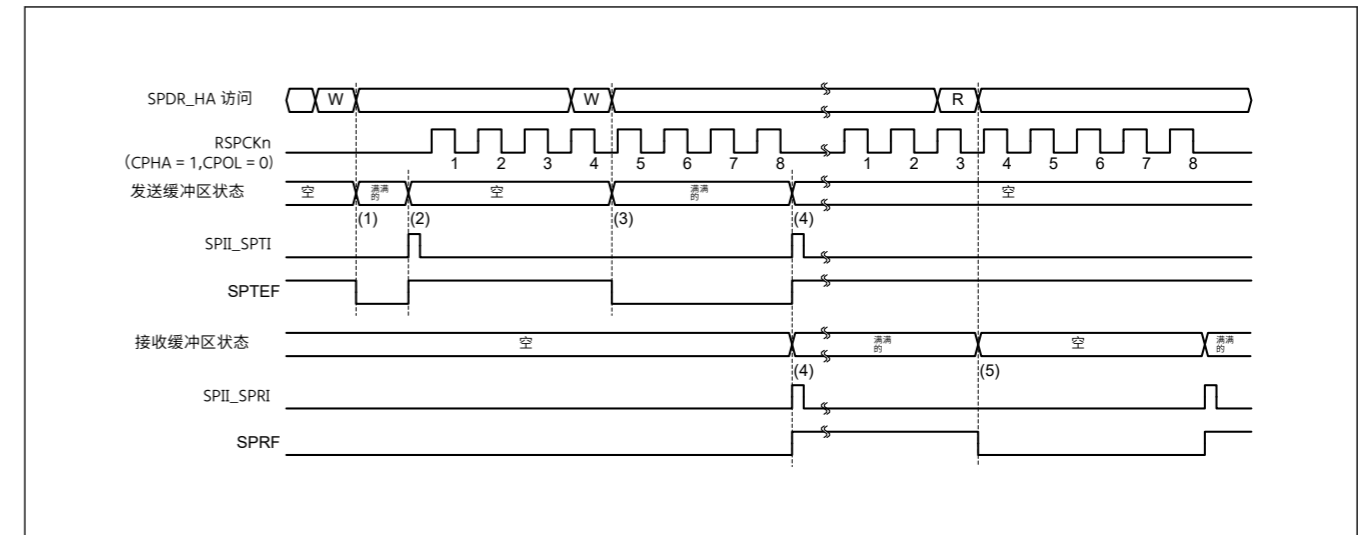 SPDR_HA 访问
W
W
R
RSPCKn
（CPHA = 1,CPOL = 0）
1 2 3 4 5 6 7 8 1 2 3 4 5 6 7 8
发送缓冲区状态
空
满满
的
空
满满
的
空
(1) (2) (3) (4)
SPII_SPTI
SPTEF
接收缓冲区状态
空
满满
的
空
满满
的
(4) (5)
SPII_SPRI
SPRF